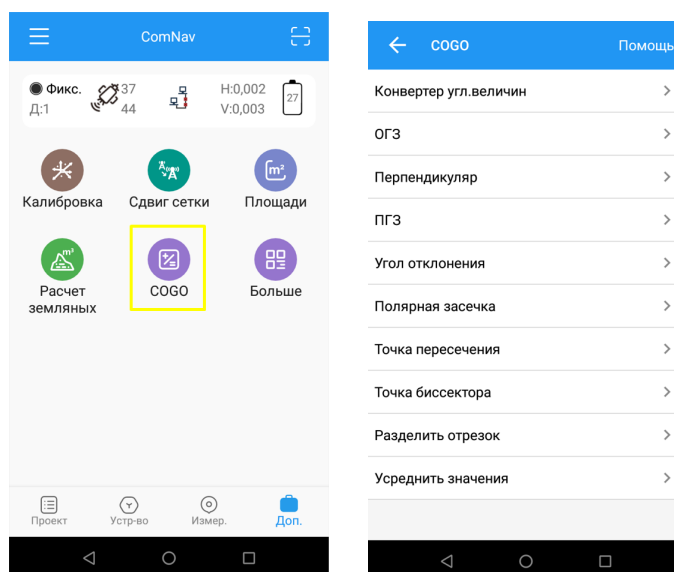 ComNav
Фикс.
37
H:0,002
27
Д:1
44
V:0,003
m²
Калибровка
Сдвиг сетки
Площади
m³
Расчет
земляных
COGO
Больше
Проект
Устр-во
Измер.
Доп.
COGO
Помощь
Конвертер угл.величин
ОГЗ
Перпендикуляр
ПГЗ
Угол отклонения
Полярная засечка
Точка пересечения
Точка биссектора
Разделить отрезок
Усреднить значения